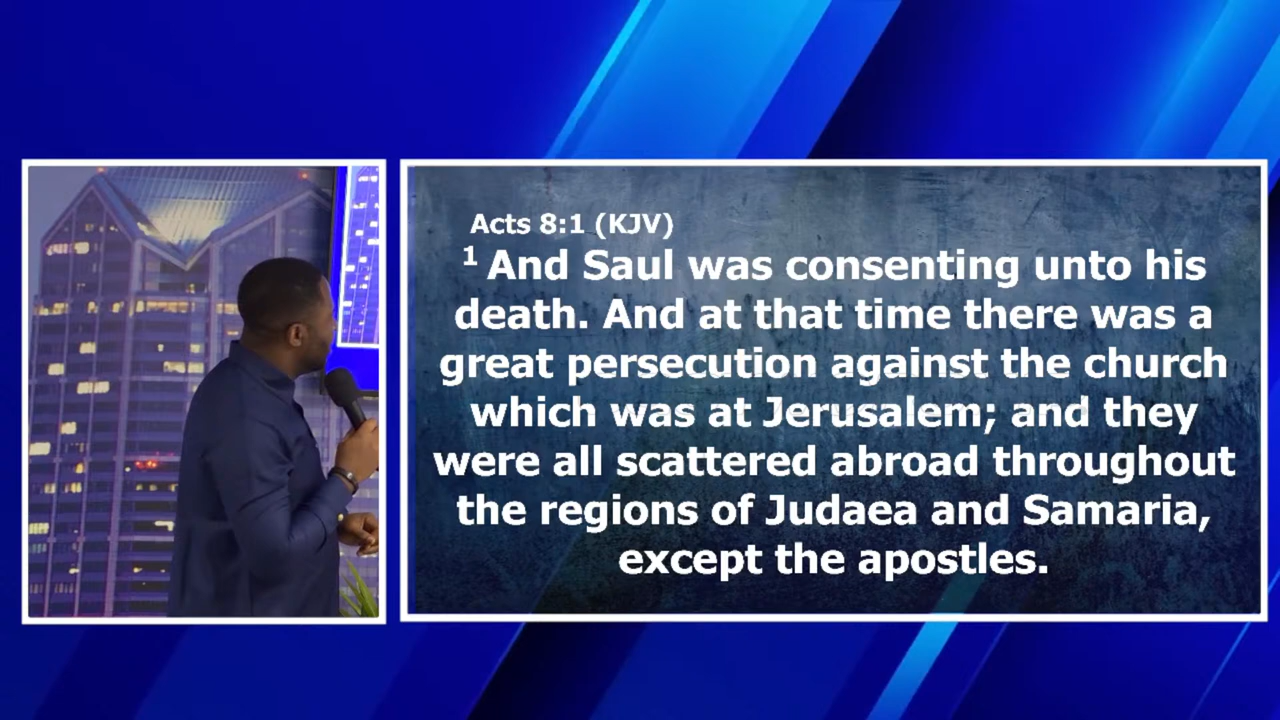 Acts 8:1 (KJV)
1 And Saul was consenting unto his
death. And at that time there was a
great persecution against the church
which was at Jerusalem; and they
were all scattered abroad throughout
the regions of Judaea and Samaria,
except the apostles.